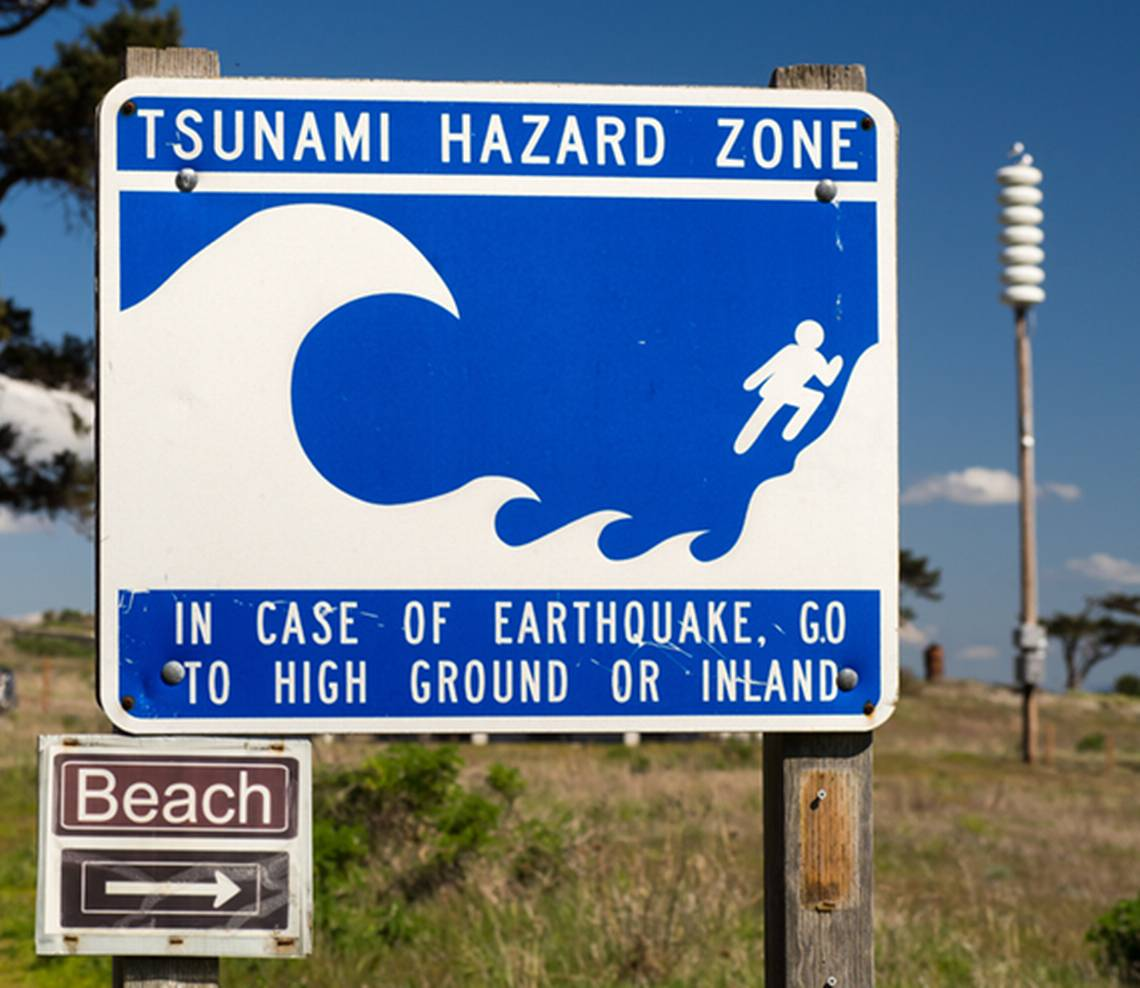 TSUNAMI HAZARD ZONE
IN CASE OF EARTHQUAKE, GO
TO HIGH GROUND OR INLAND
Beach